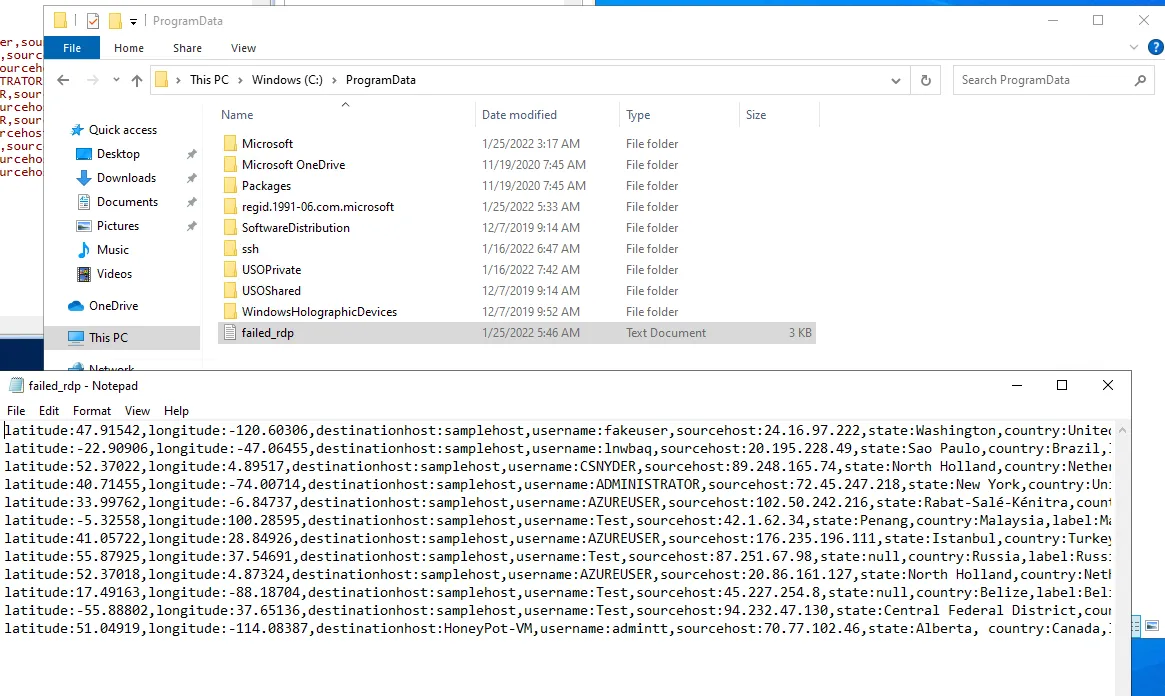 ProgramData
File Home Share View
This PC Windows (C:) ProgramData
Search ProgramData
er,sou
,sourc
sourceh
TRATOR
R,sour
urceho
R,sour
rcehost
,source
urceho
urceho
Name Date modified Type Size
Quick access
Desktop
Downloads
Documents
Pictures
Music
Videos
OneDrive
This PC
Network
Microsoft 1/25/2022 3:17 AM File folder
Microsoft OneDrive 11/19/2020 7:45 AM File folder
Packages 11/19/2020 7:45 AM File folder
regid.1991-06.com.microsoft 1/25/2022 5:33 AM File folder
SoftwareDistribution 12/7/2019 9:14 AM File folder
ssh 1/16/2022 6:47 AM File folder
USOPrivate 1/16/2022 7:42 AM File folder
USOShared 12/7/2019 9:14 AM File folder
WindowsHolographicDevices 12/7/2019 9:52 AM File folder
failed_rdp 1/25/2022 5:46 AM Text Document 3 KB
failed_rdp - Notepad
File Edit Format View Help
latitude:47.91542,longitude:-120.60306,destinationhost:samplehost,username:fakeuser,sourcehost:24.16.97.222,state:Washington,country:United
latitude:-22.90906,longitude:-47.06455,destinationhost:samplehost,username:lnwbaq,sourcehost:20.195.228.49,state:Sao Paulo,country:Brazil,l
latitude:52.37022,longitude:4.89517,destinationhost:samplehost,username:CSNYDER,sourcehost:89.248.165.74,state:North Holland,country:Nether
latitude:40.71455,longitude:-74.00714,destinationhost:samplehost,username:ADMINISTRATOR,sourcehost:72.45.247.218,state:New York,country:Uni
latitude:33.99762,longitude:-6.84737,destinationhost:samplehost,username:AZUREUSER,sourcehost:102.50.242.216,state:Rabat-Salé-Kénitra,count
latitude:-5.32558,longitude:100.28595,destinationhost:samplehost,username:Test,sourcehost:42.1.62.34,state:Penang,country:Malaysia,label:Ma
latitude:41.05722,longitude:28.84926,destinationhost:samplehost,username:AZUREUSER,sourcehost:176.235.196.111,state:Istanbul,country:Turkey
latitude:55.87925,longitude:37.54691,destinationhost:samplehost,username:Test,sourcehost:87.251.67.98,state:null,country:Russia,label:Russi
latitude:52.37018,longitude:4.87324,destinationhost:samplehost,username:AZUREUSER,sourcehost:20.86.161.127,state:North Holland,country:Neth
latitude:17.49163,longitude:-88.18704,destinationhost:samplehost,username:Test,sourcehost:45.227.254.8,state:null,country:Belize,label:Beli
latitude:-55.88802,longitude:37.65136,destinationhost:samplehost,username:Test,sourcehost:94.232.47.130,state:Central Federal District,coun
latitude:51.04919,longitude:-114.08387,destinationhost:HoneyPot-VM,username:admintt,sourcehost:70.77.102.46,state:Alberta, country:Canada,l